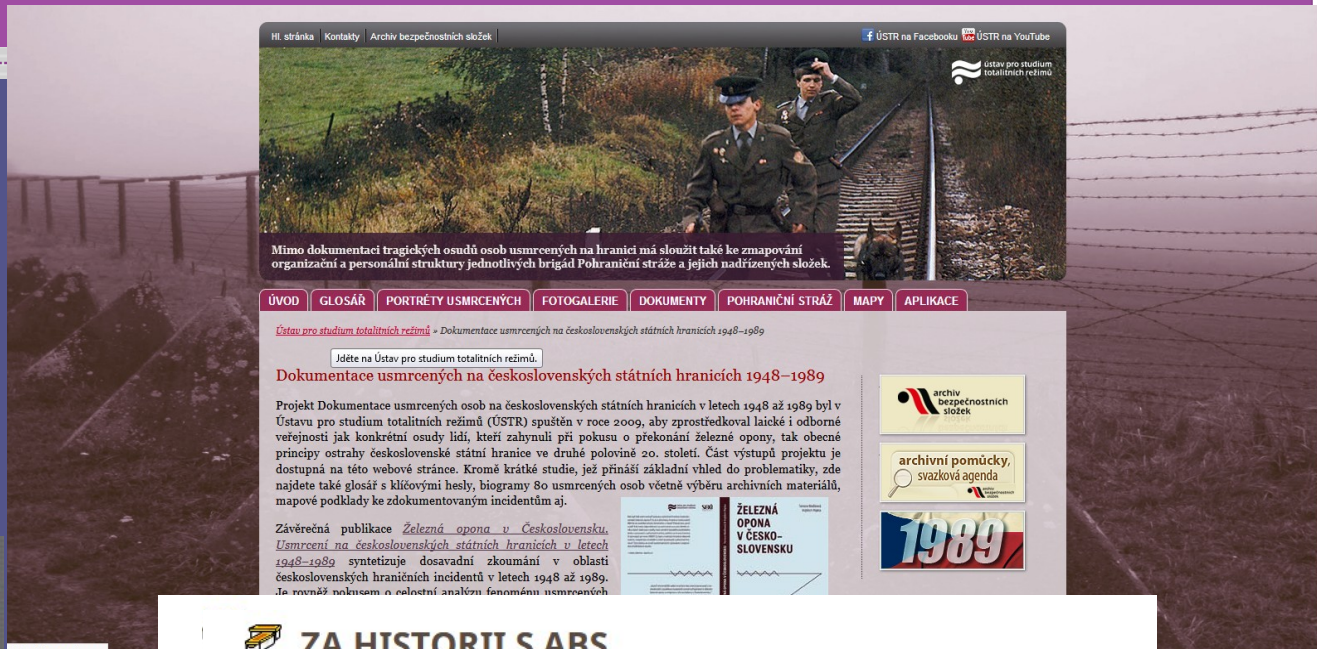 Hl. stránka Kontakty Archiv bezpečnostních složek
ÚSTR na Facebooku You Tube ÚSTR na YouTube
ústav pro studium
totalitních režimů
Mimo dokumentaci tragických osudů osob usmrcených na hranici má sloužit také ke zmapování
organizační a personální struktury jednotlivých brigád Pohraniční stráže a jejich nadřízených složek.
ÚVOD GLOSÁŘ PORTRÉTY USMRCENÝCH FOTOGALERIE DOKUMENTY POHRANIČNÍ STRÁŽ MAPY APLIKACE
Ústav pro studium totalitních režimů » Dokumentace usmrcených na československých státních hranicích 1948–1989
Jděte na Ústav pro studium totalitních režimů.
Dokumentace usmrcených na československých státních hranicích 1948–1989
Projekt Dokumentace usmrcených osob na československých státních hranicích v letech 1948 až 1989 byl v
Ústavu pro studium totalitních režimů (ÚSTR) spuštěn v roce 2009, aby zprostředkoval laické i odborné
veřejnosti jak konkrétní osudy lidí, kteří zahynuli při pokusu o překonání železné opony, tak obecné
principy ostrahy československé státní hranice ve druhé polovině 20. století. Část výstupů projektu je
dostupná na této webové stránce. Kromě krátké studie, jež přináší základní vhled do problematiky, zde
najdete také glosář s klíčovými hesly, biogramy 80 usmrcených osob včetně výběru archivních materiálů,
mapové podklady ke zdokumentovaným incidentům aj.
Závěrečná publikace Železná opona v Československu.
Usmrcení na československých státních hranicích v letech
1948–1989 syntetizuje dosavadní zkoumání v oblasti
československých hraničních incidentů v letech 1948 až 1989.
Je rovněž pokusem o celostní analýzu fenoménu usmrcených
ŽELEZNÁ
OPONA
V ČESKO-
SLOVENSKU
archiv
bezpečnostních
složek
archivní pomůcky,
svazková agenda
1989
ZA HISTORIÍ S ABS